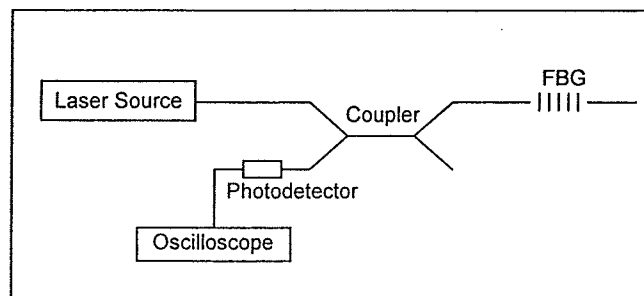 FBG
Laser Source
Coupler
Photodetector
Oscilloscope